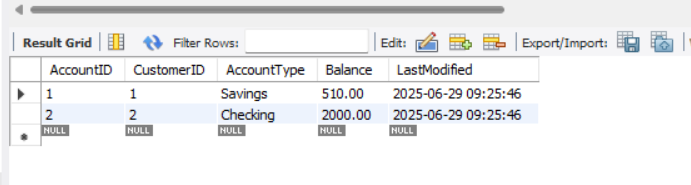 Result Grid Filter Rows: Edit: Export/Import:
AccountID CustomerID AccountType Balance LastModified
1 1 Savings 510.00 2025-06-29 09:25:46
2 2 Checking 2000.00 2025-06-29 09:25:46
NULL NULL NULL NULL NULL